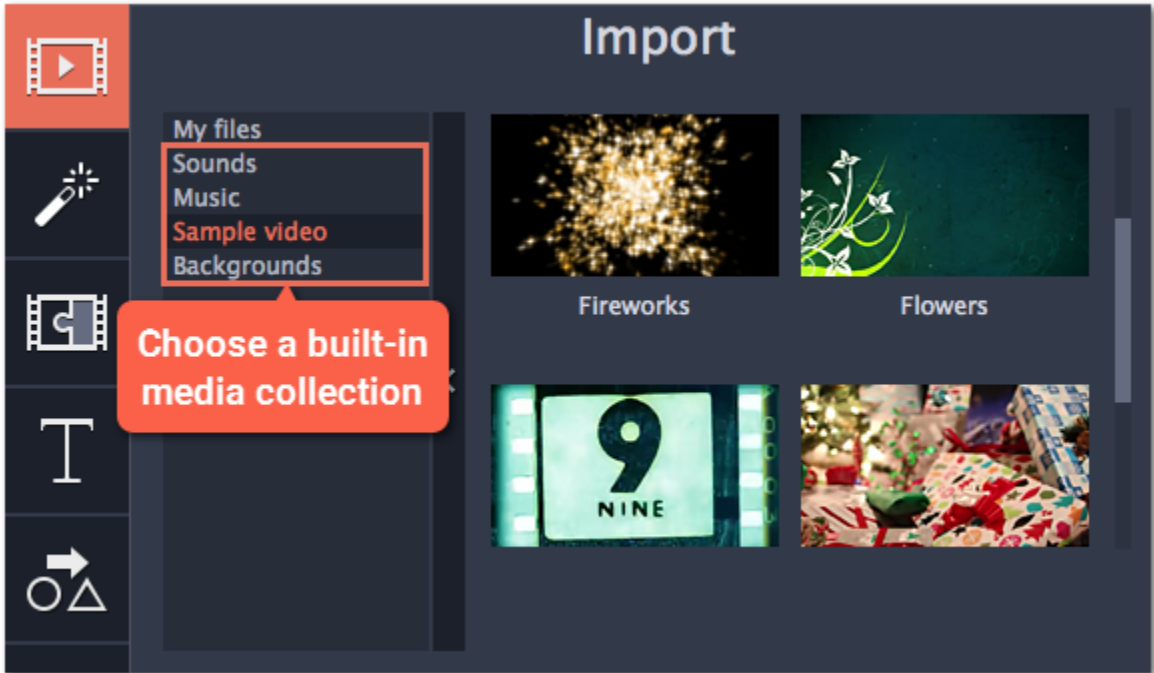 Import
My files
Sounds
Music
Sample video
Backgrounds
Choose a built-in
media collection
Fireworks
Flowers
9
NINE